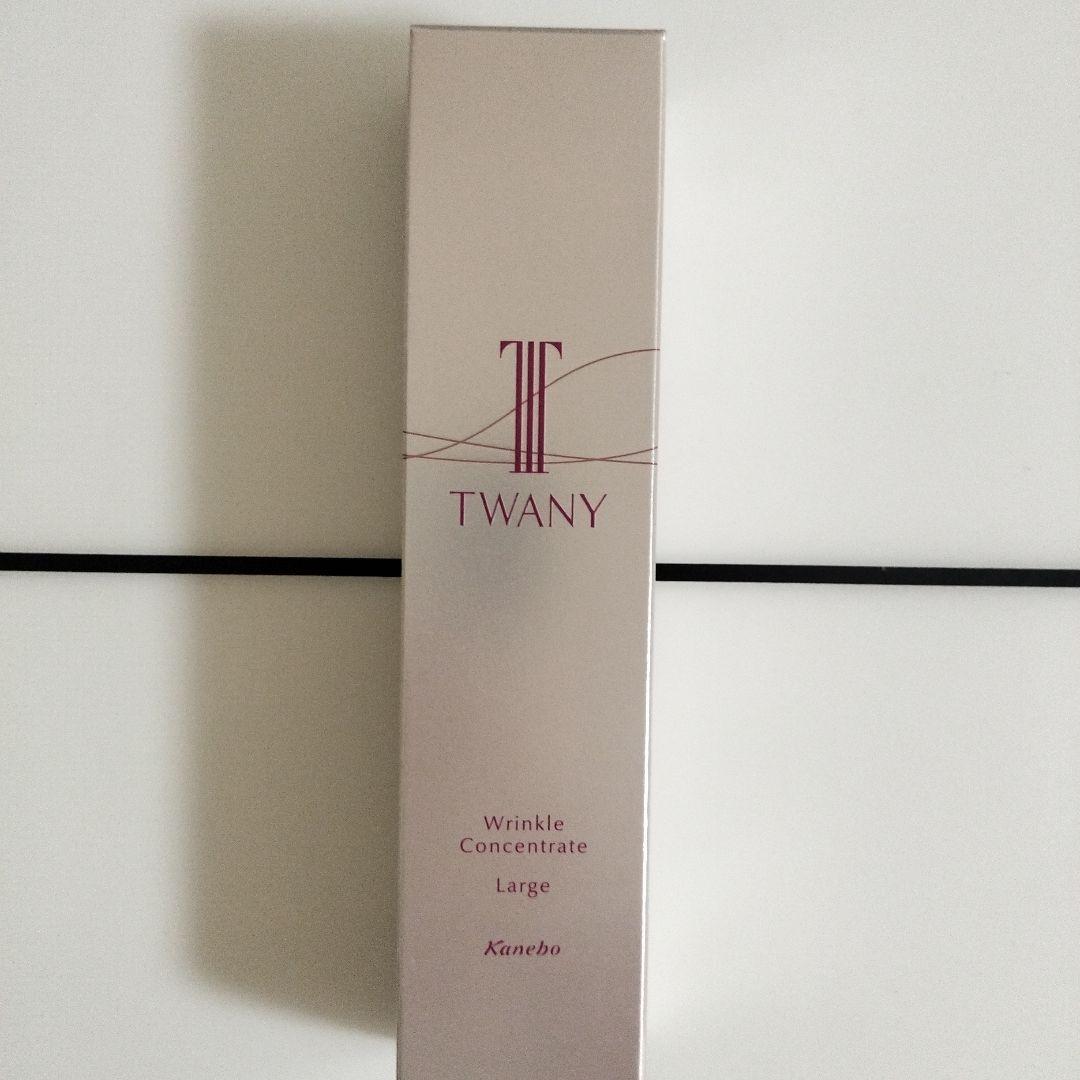 T
TWANY
Wrinkle
Concentrate
Large
Kanebo